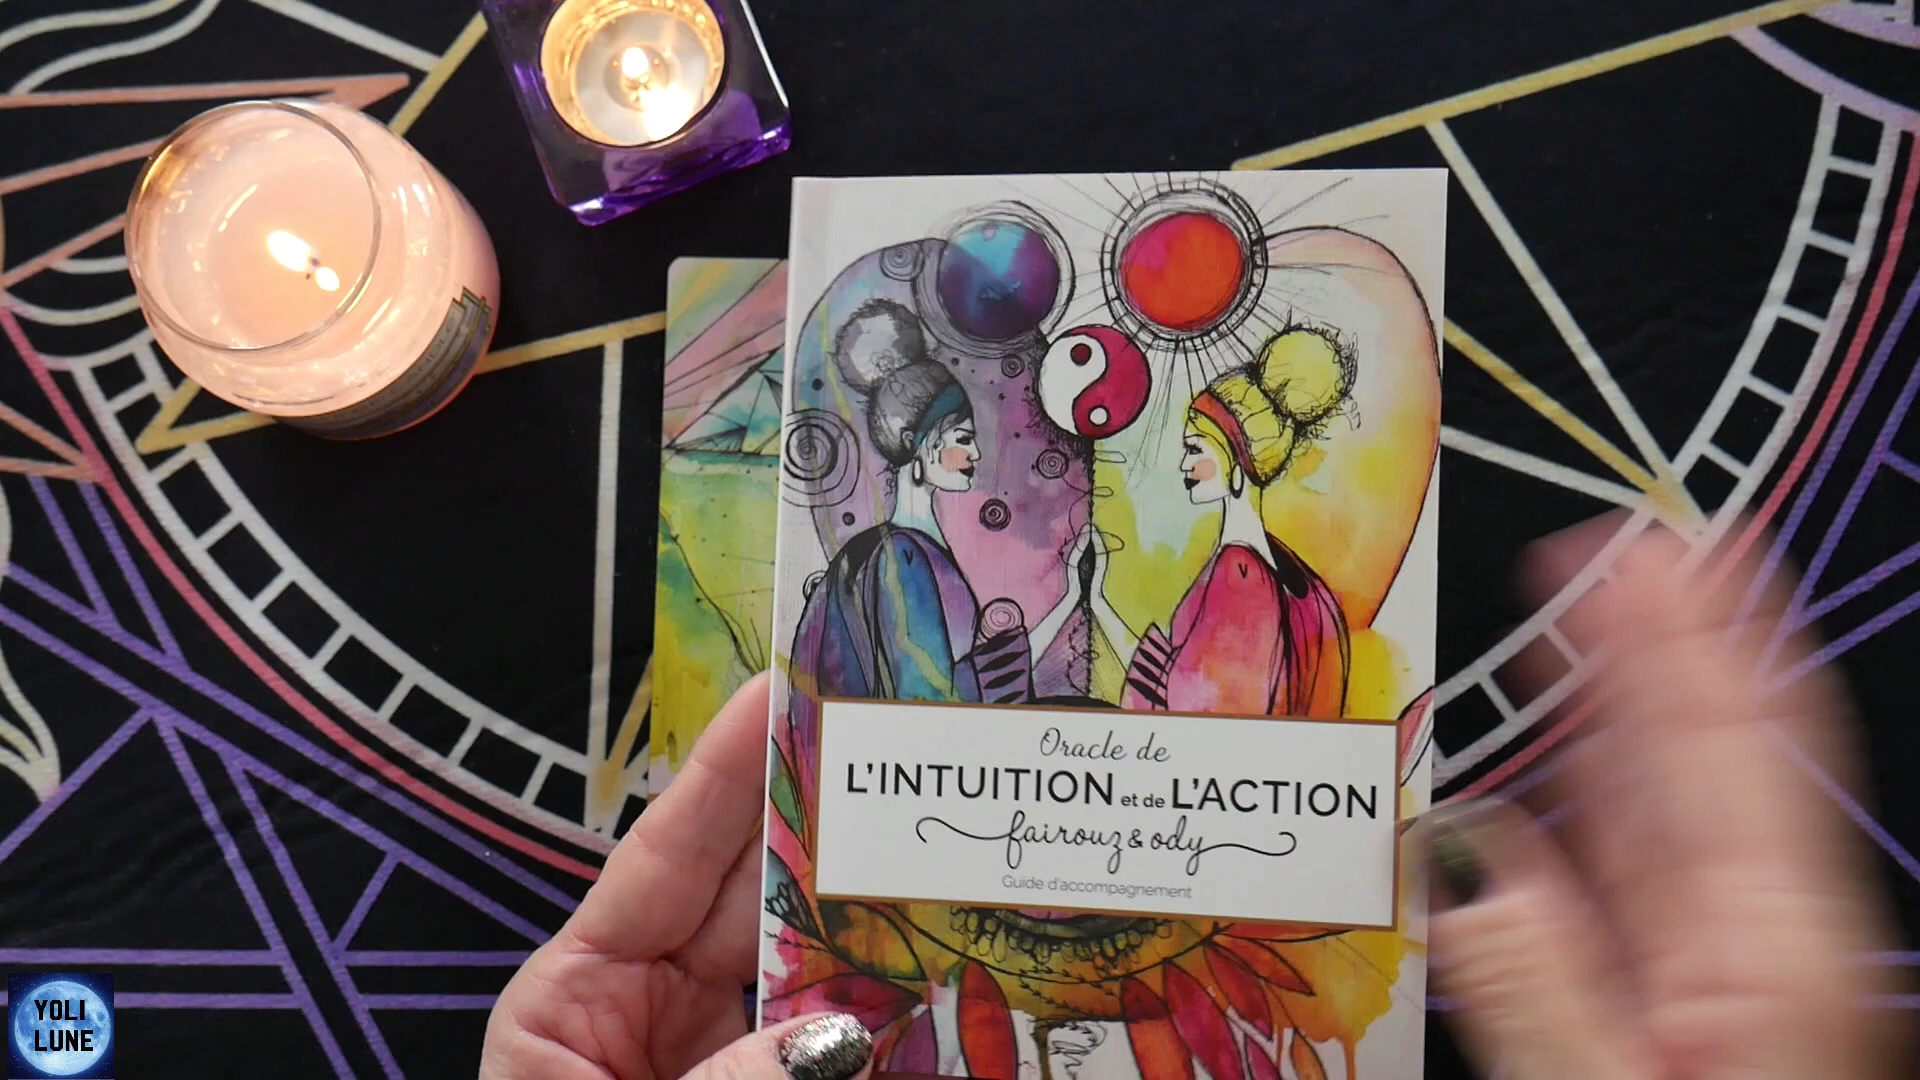 Oracle de
L'INTUITION et de L'ACTION
fairouz & ody
Guide d'accompagnement
YOLI
LUNE